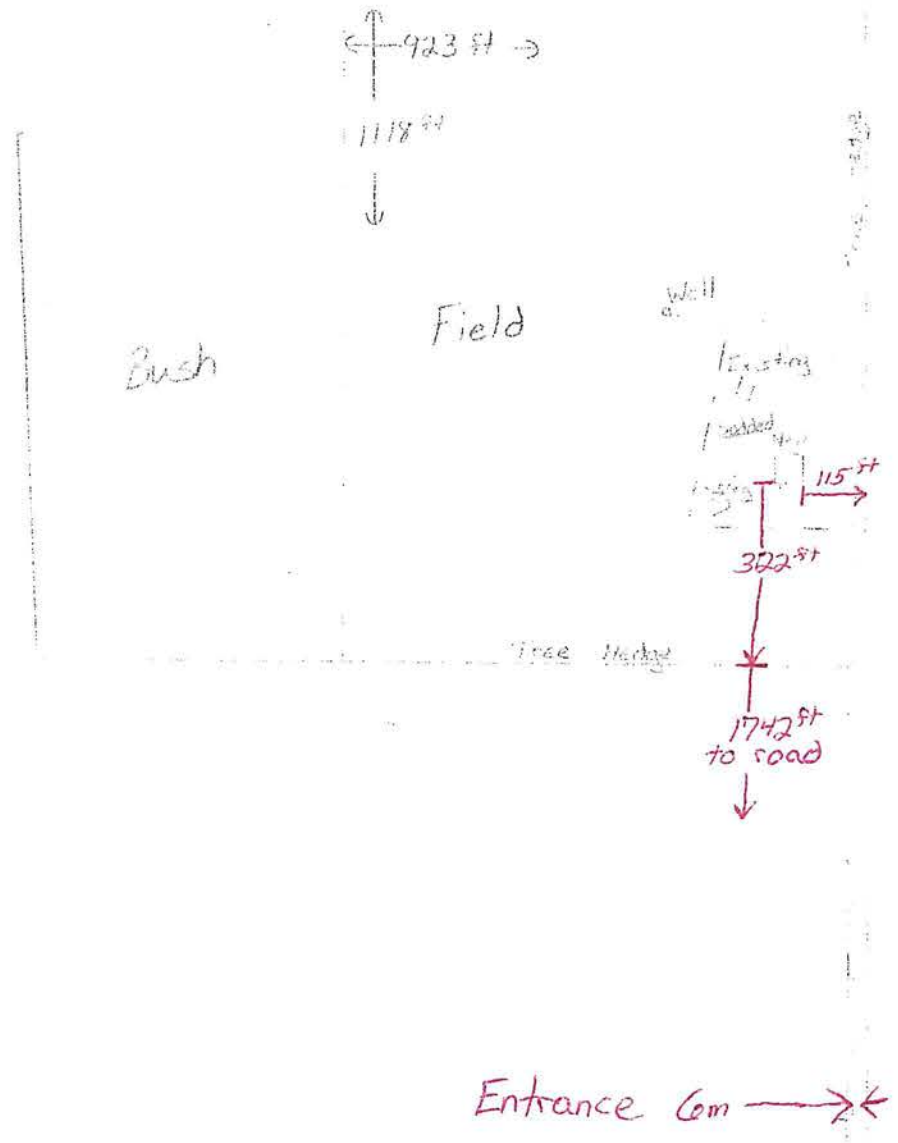 923 ft
1118 ft
Well
Field
Existing
Bush
added
115 ft
322 ft
Tree Hedge
1742 ft
to road
Entrance 6m